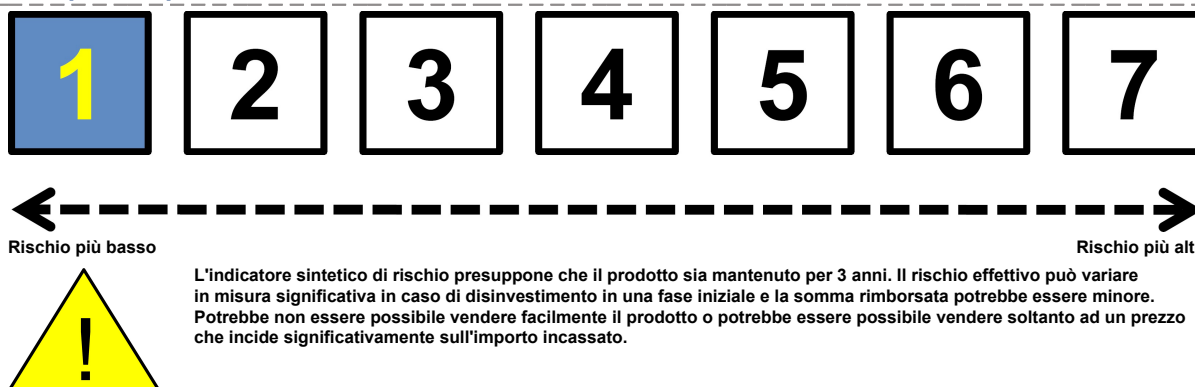 1 2 3 4 5 6 7
Rischio più basso Rischio più alt
L'indicatore sintetico di rischio presuppone che il prodotto sia mantenuto per 3 anni. Il rischio effettivo può variare
in misura significativa in caso di disinvestimento in una fase iniziale e la somma rimborsata potrebbe essere minore.
Potrebbe non essere possibile vendere facilmente il prodotto o potrebbe essere possibile vendere soltanto ad un prezzo
che incide significativamente sull'importo incassato.
!